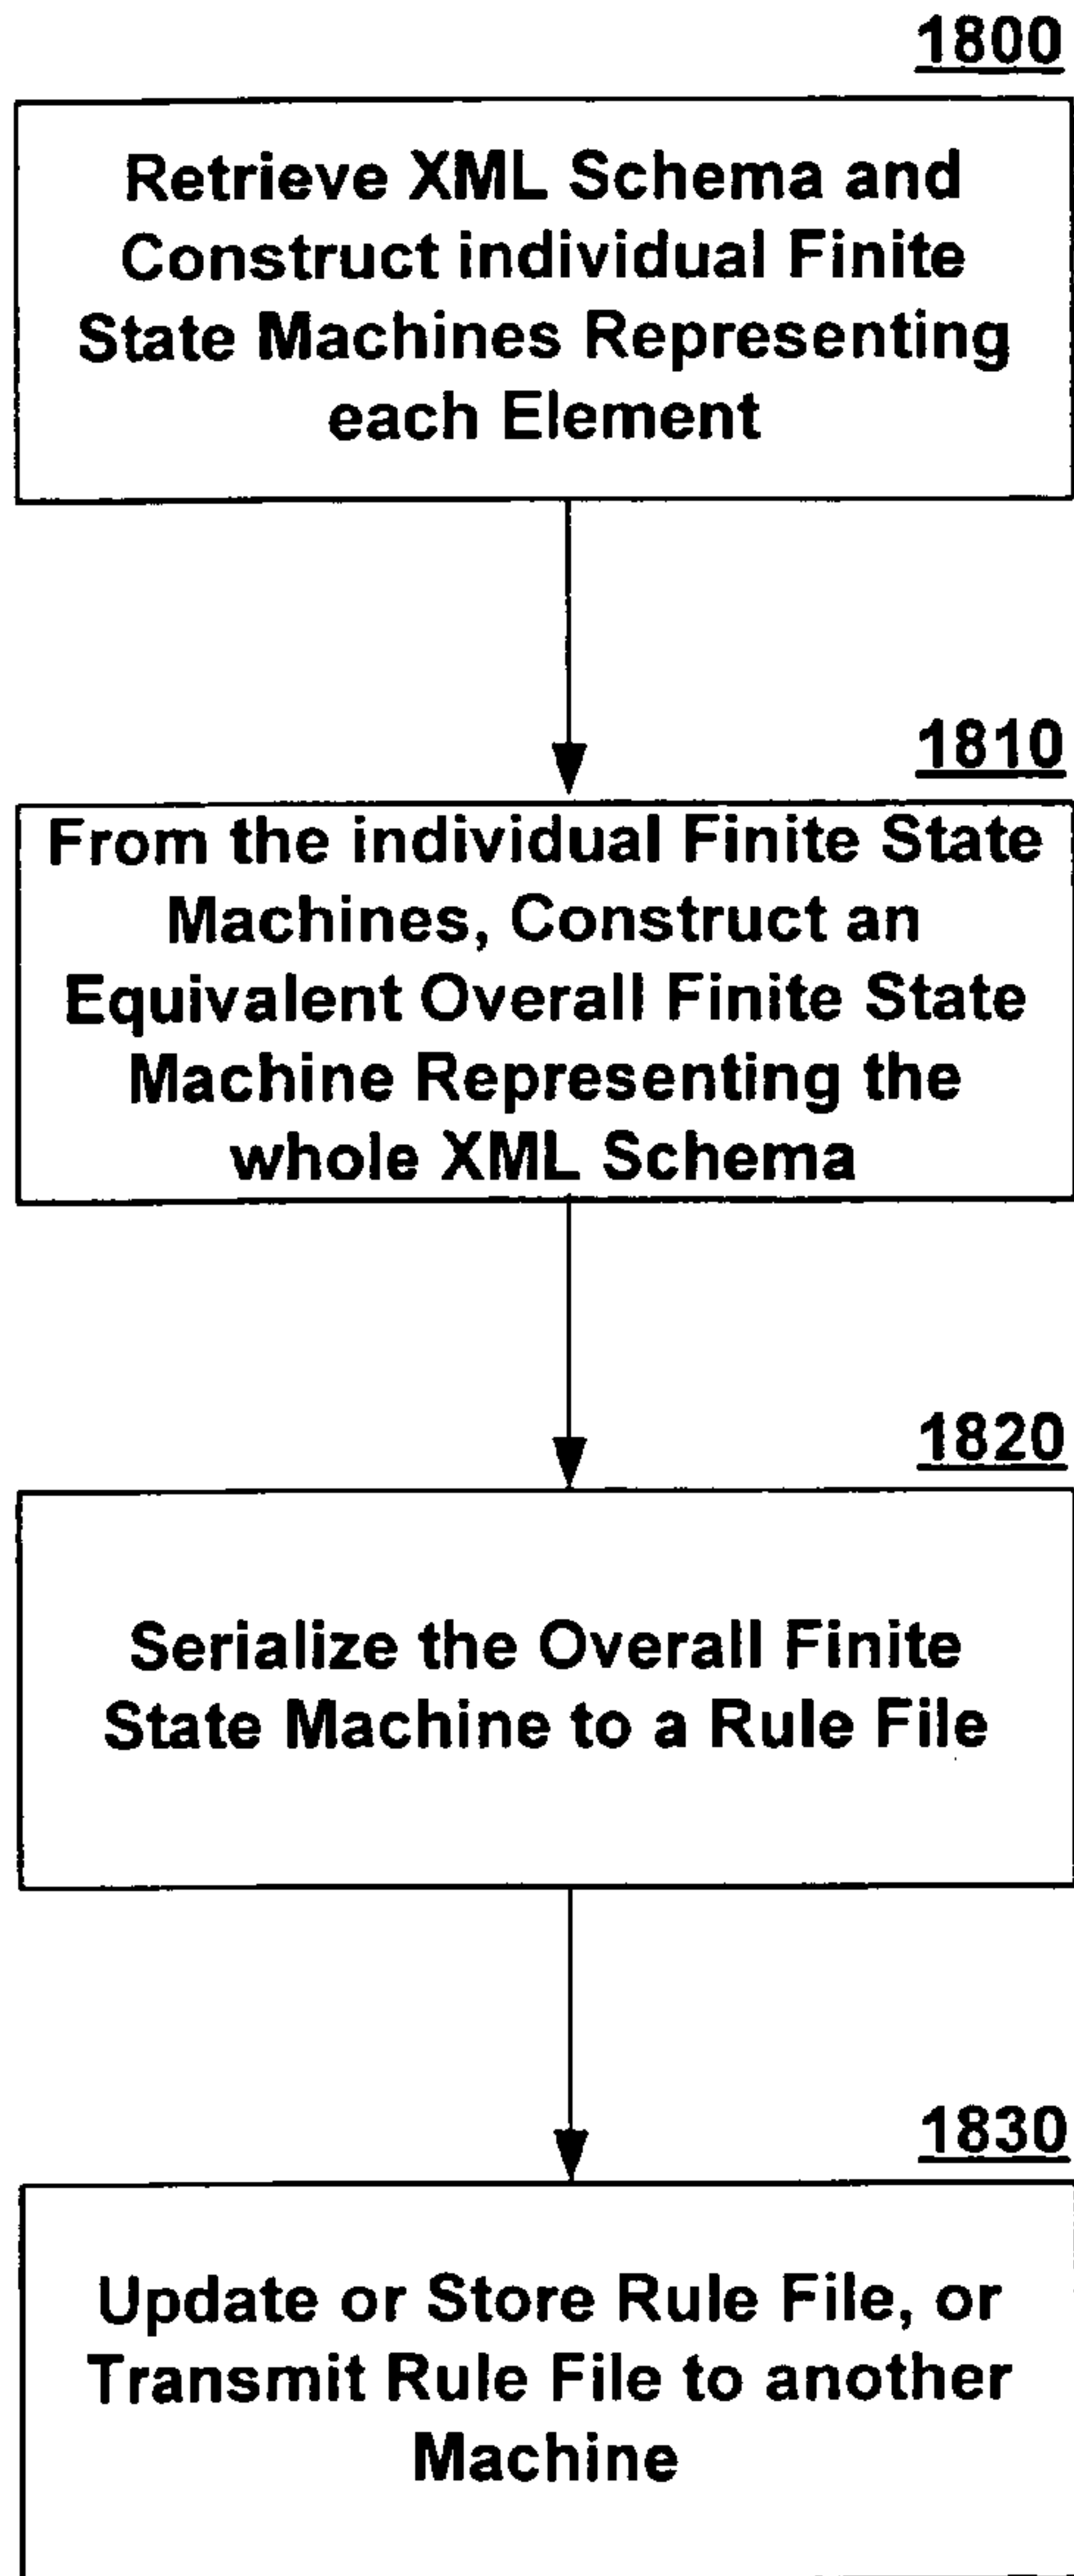 1800
Retrieve XML Schema and
Construct individual Finite
State Machines Representing
each Element
1810
From the individual Finite State
Machines, Construct an
Equivalent Overall Finite State
Machine Representing the
whole XML Schema
1820
Serialize the Overall Finite
State Machine to a Rule File
1830
Update or Store Rule File, or
Transmit Rule File to another
Machine